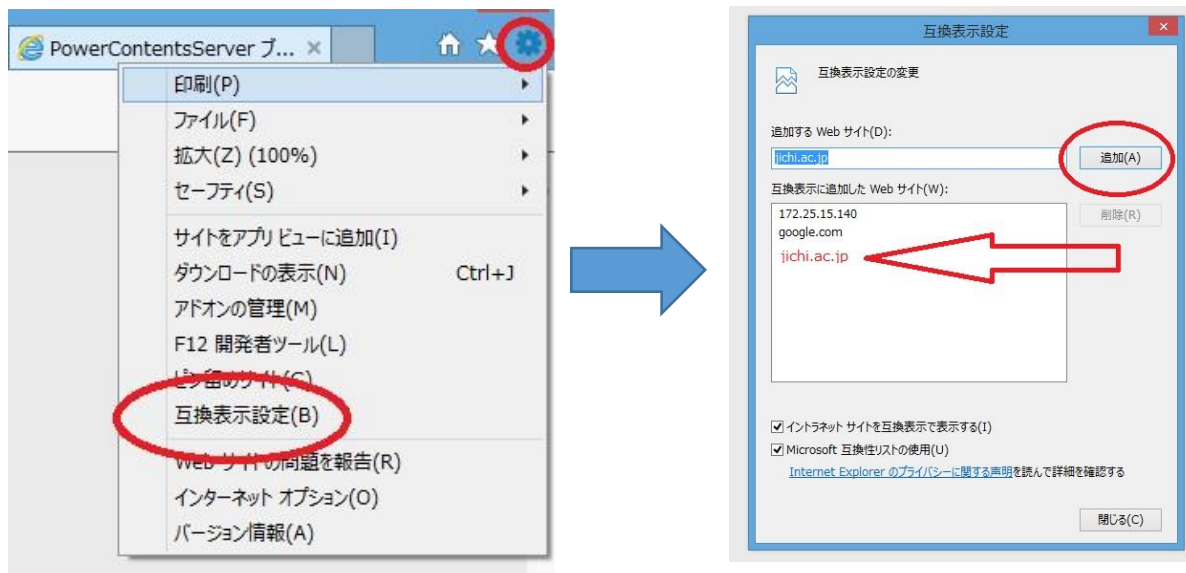 PowerContentsServer ブ... ×
印刷(P)
ファイル(F)
拡大(Z) (100%)
セーフティ(S)
サイトをアプリ ビューに追加(I)
ダウンロードの表示(N) Ctrl+J
アドオンの管理(M)
F12 開発者ツール(L)
ピン留めサイト(G)
互換表示設定(B)
Web サイトの問題を報告(R)
インターネット オプション(O)
バージョン情報(A)
互換表示設定
互換表示設定の変更
追加する Web サイト(D):
jichi.ac.jp 追加(A)
互換表示に追加した Web サイト(W):
172.25.15.140 削除(R)
google.com
jichi.ac.jp
イントラネット サイトを互換表示で表示する(I)
Microsoft 互換性リストの使用(U)
Internet Explorer のプライバシーに関する声明を読んで詳細を確認する
閉じる(C)